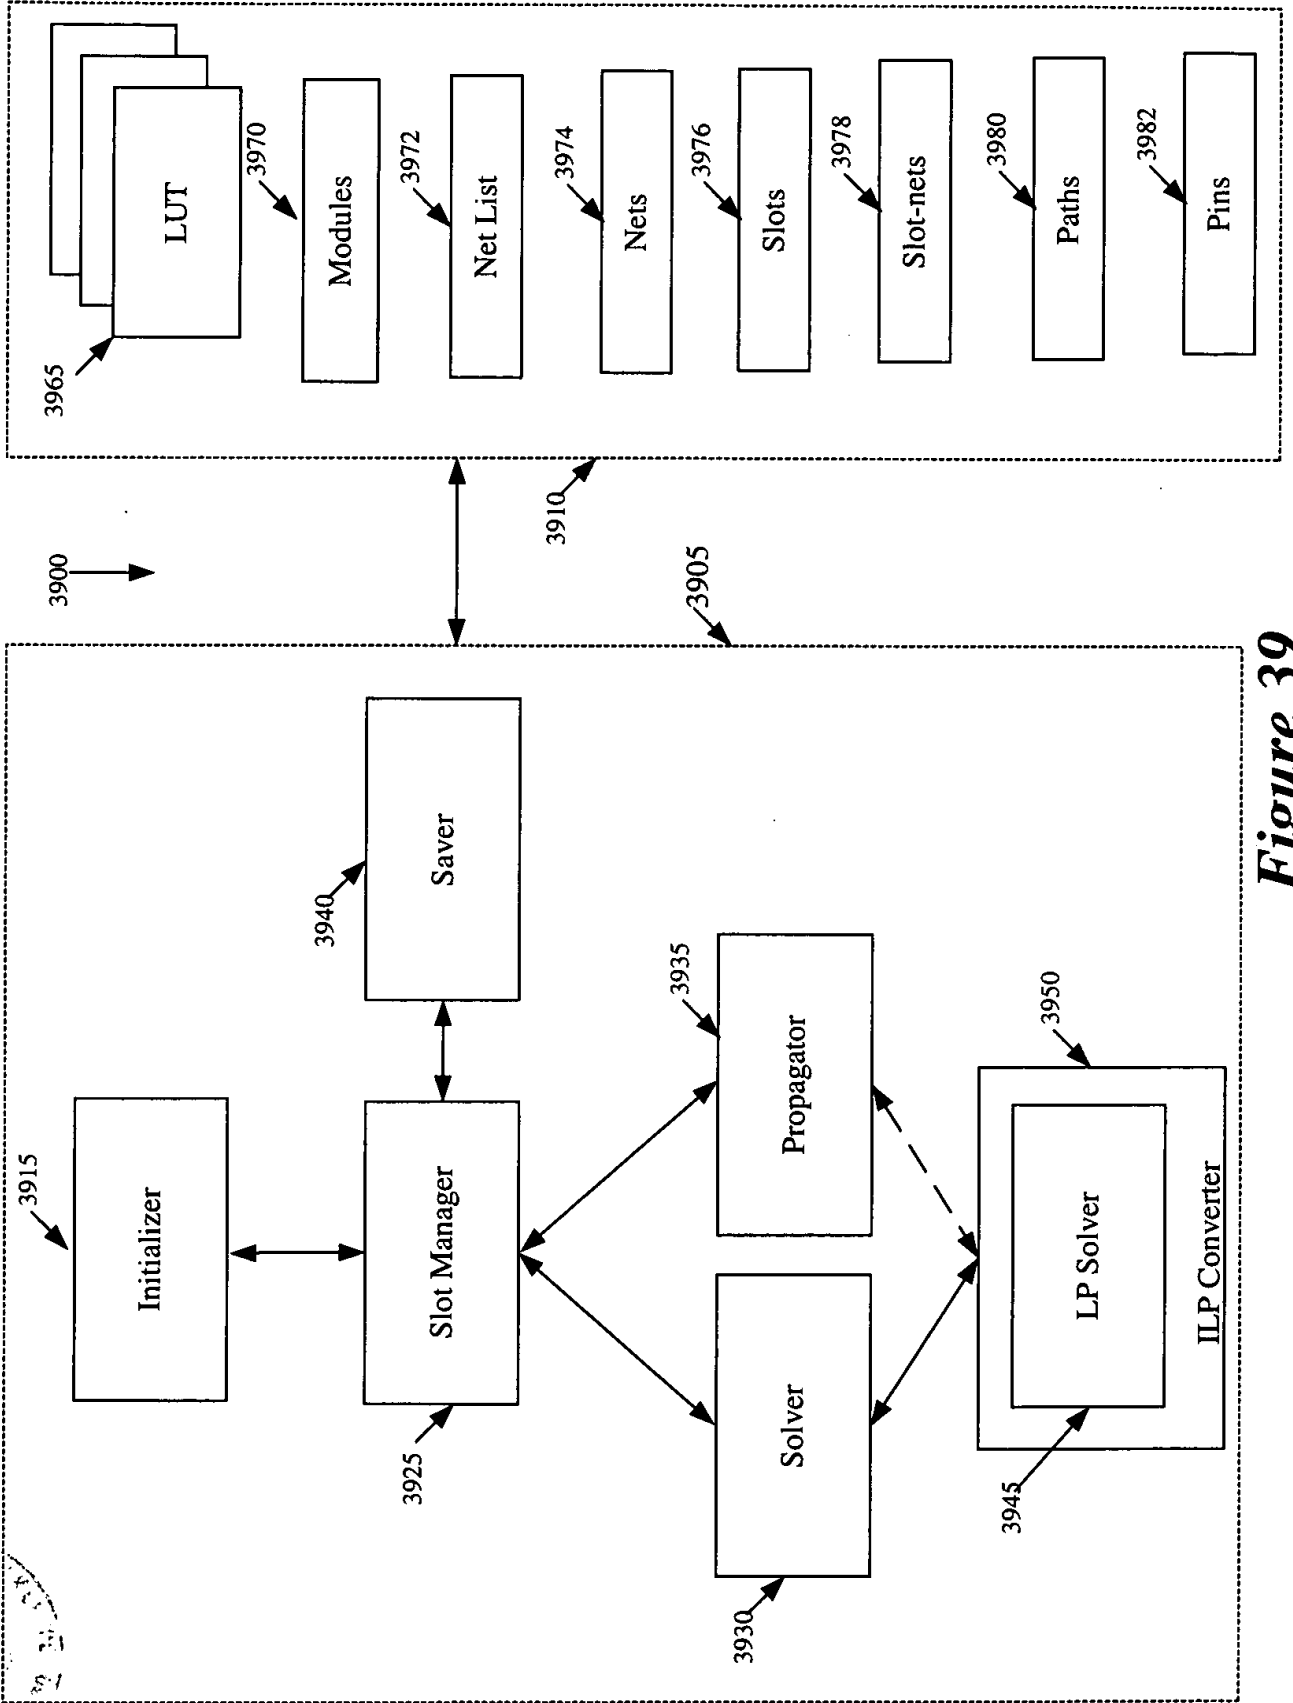 3900
3905
3915
Initializer
3925
Slot Manager
3940
Saver
3930
Solver
3935
Propagator
3945
LP Solver
3950
ILP Converter
3910
3965
LUT
3970
Modules
3972
Net List
3974
Nets
3976
Slots
3978
Slot-nets
3980
Paths
3982
Pins
Figure 39